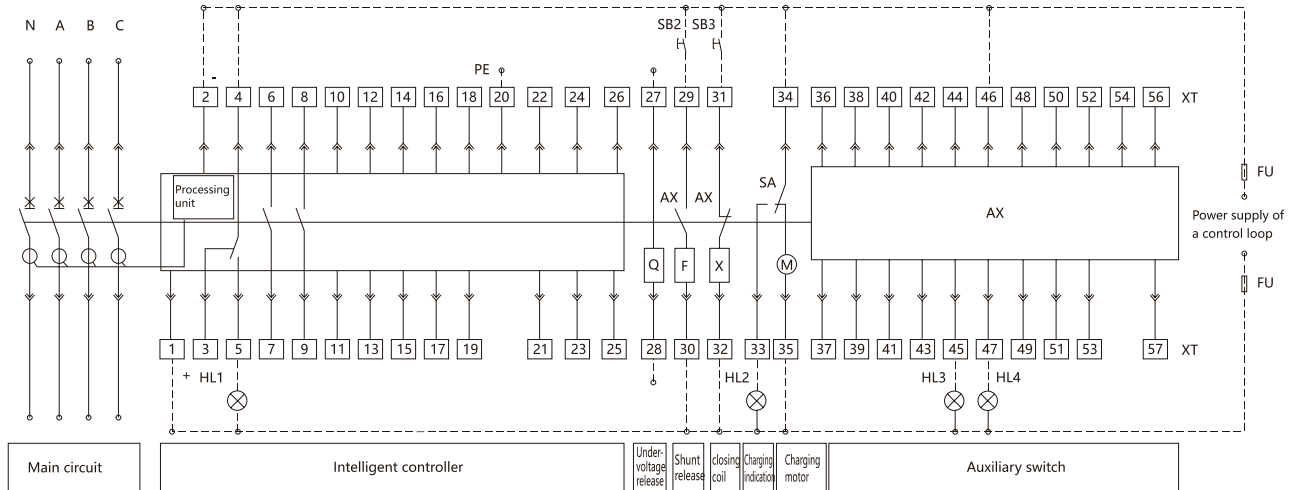 N A B C
SB2 SB3
PE
-
2 4 6 8 10 12 14 16 18 20 22 24 26 27 29 31 34 36 38 40 42 44 46 48 50 52 54 56 XT
FU
Processing
unit
AX AX SA
AX
Power supply of
a control loop
Q F X M
FU
1 3 5 7 9 11 13 15 17 19 21 23 25 28 30 32 33 35 37 39 41 43 45 47 49 51 53 57 XT
+ HL1 HL2 HL3 HL4
Main circuit
Intelligent controller
Under-
voltage
release
Shunt
release
closing
coil
Charging
indication
Charging
motor
Auxiliary switch